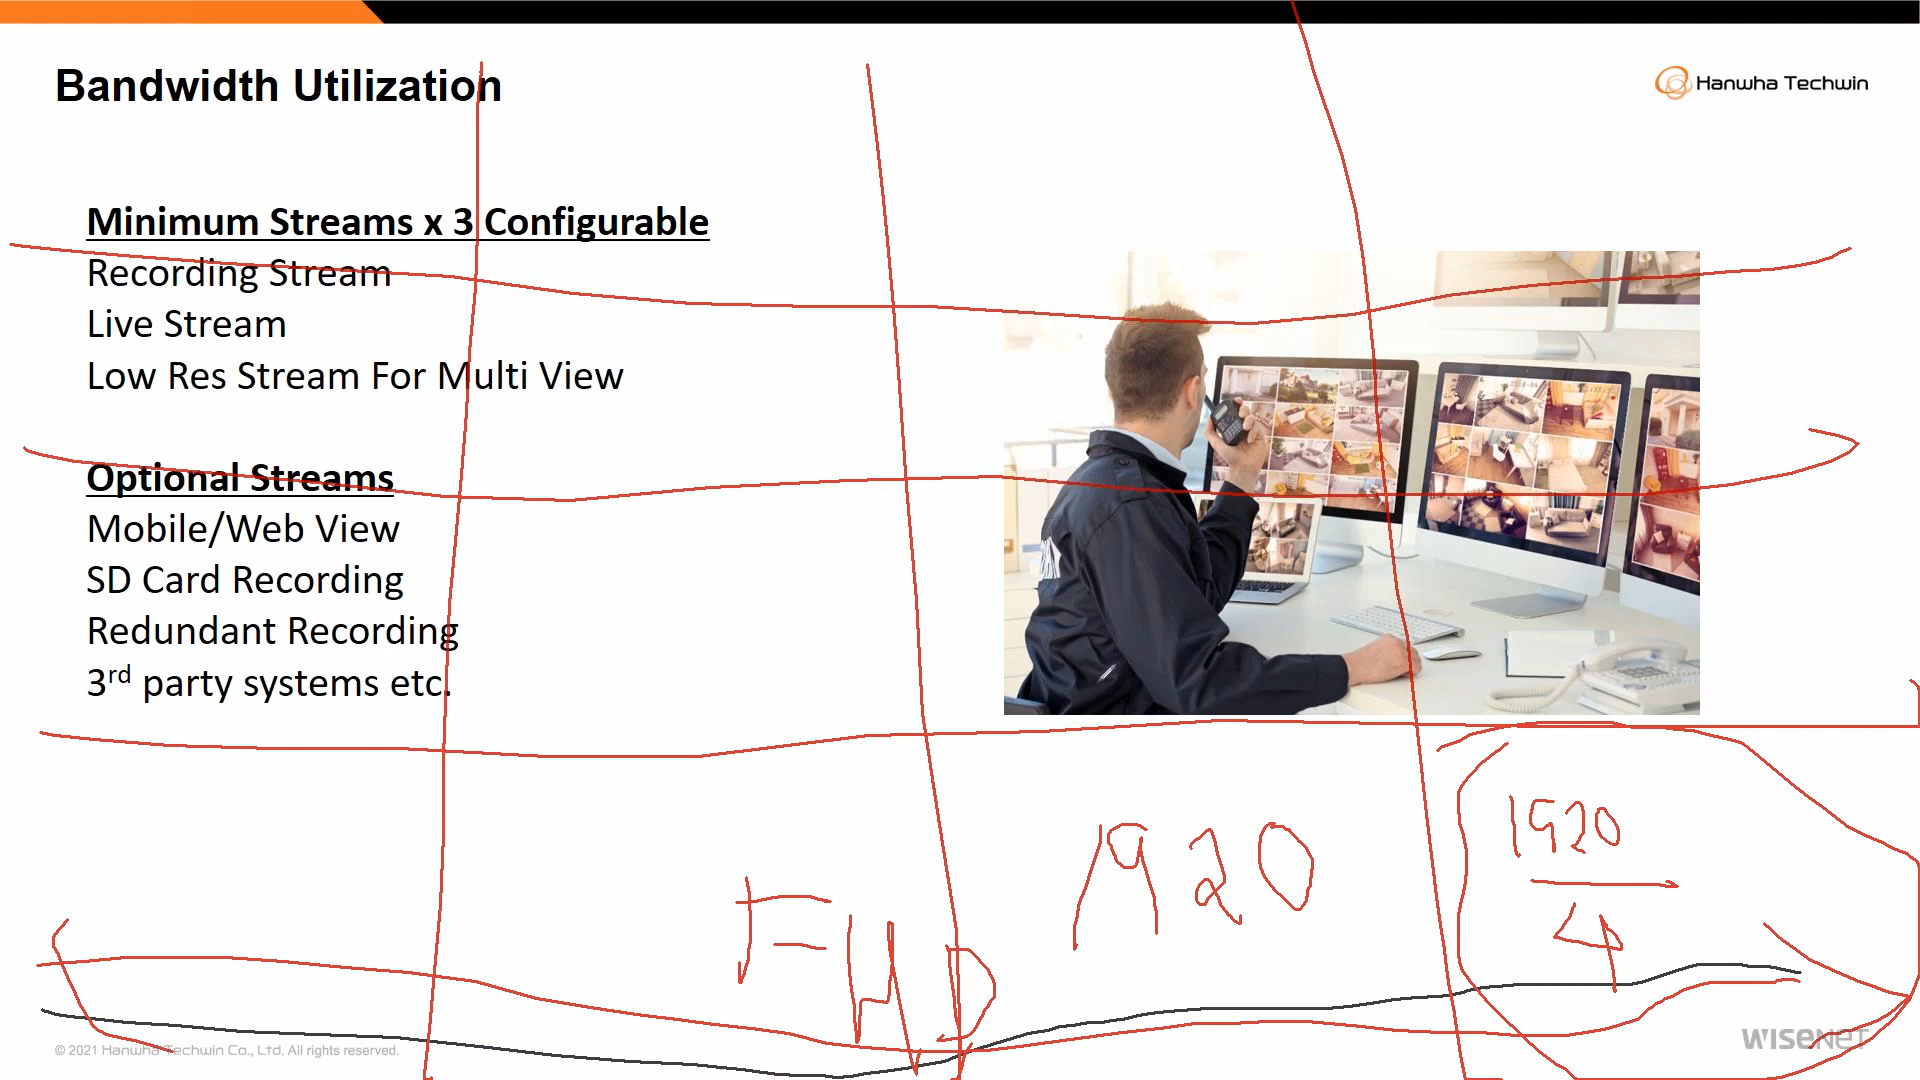 Bandwidth Utilization
Hanwha Techwin
Minimum Streams x 3 Configurable
Recording Stream
Live Stream
Low Res Stream For Multi View
Optional Streams
Mobile/Web View
SD Card Recording
Redundant Recording
3rd party systems etc.
FHD
1920
1920
4
© 2021 Hanwha Techwin Co., Ltd. All rights reserved.
WISENET